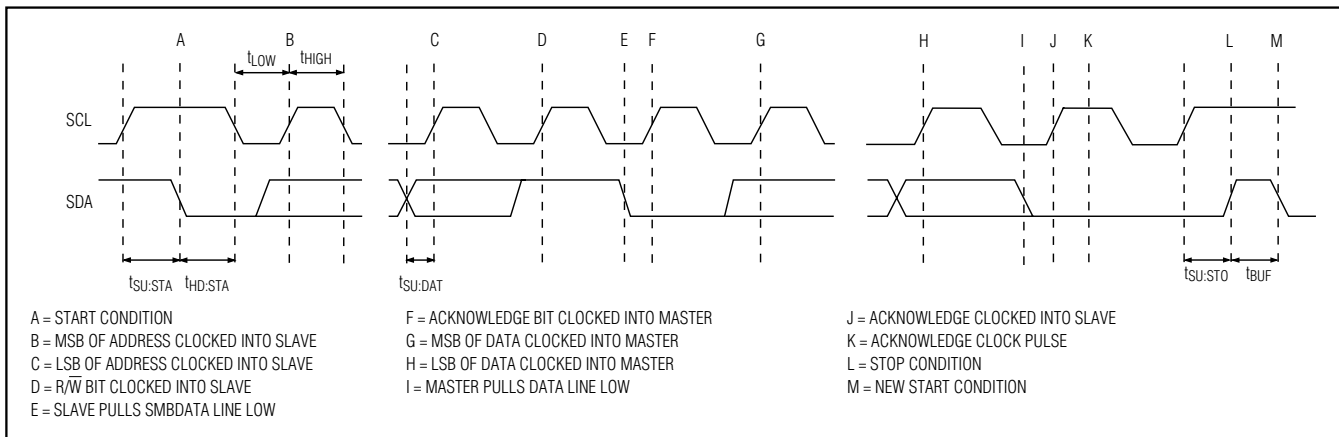 A B C D E F G H I J K L M
tLOW tHIGH
SCL
SDA
tSU:STA tHD:STA tSU:DAT tSU:STO tBUF
A = START CONDITION
B = MSB OF ADDRESS CLOCKED INTO SLAVE
C = LSB OF ADDRESS CLOCKED INTO SLAVE
D = R/W̅ BIT CLOCKED INTO SLAVE
E = SLAVE PULLS SMBDATA LINE LOW
F = ACKNOWLEDGE BIT CLOCKED INTO MASTER
G = MSB OF DATA CLOCKED INTO MASTER
H = LSB OF DATA CLOCKED INTO MASTER
I = MASTER PULLS DATA LINE LOW
J = ACKNOWLEDGE CLOCKED INTO SLAVE
K = ACKNOWLEDGE CLOCK PULSE
L = STOP CONDITION
M = NEW START CONDITION